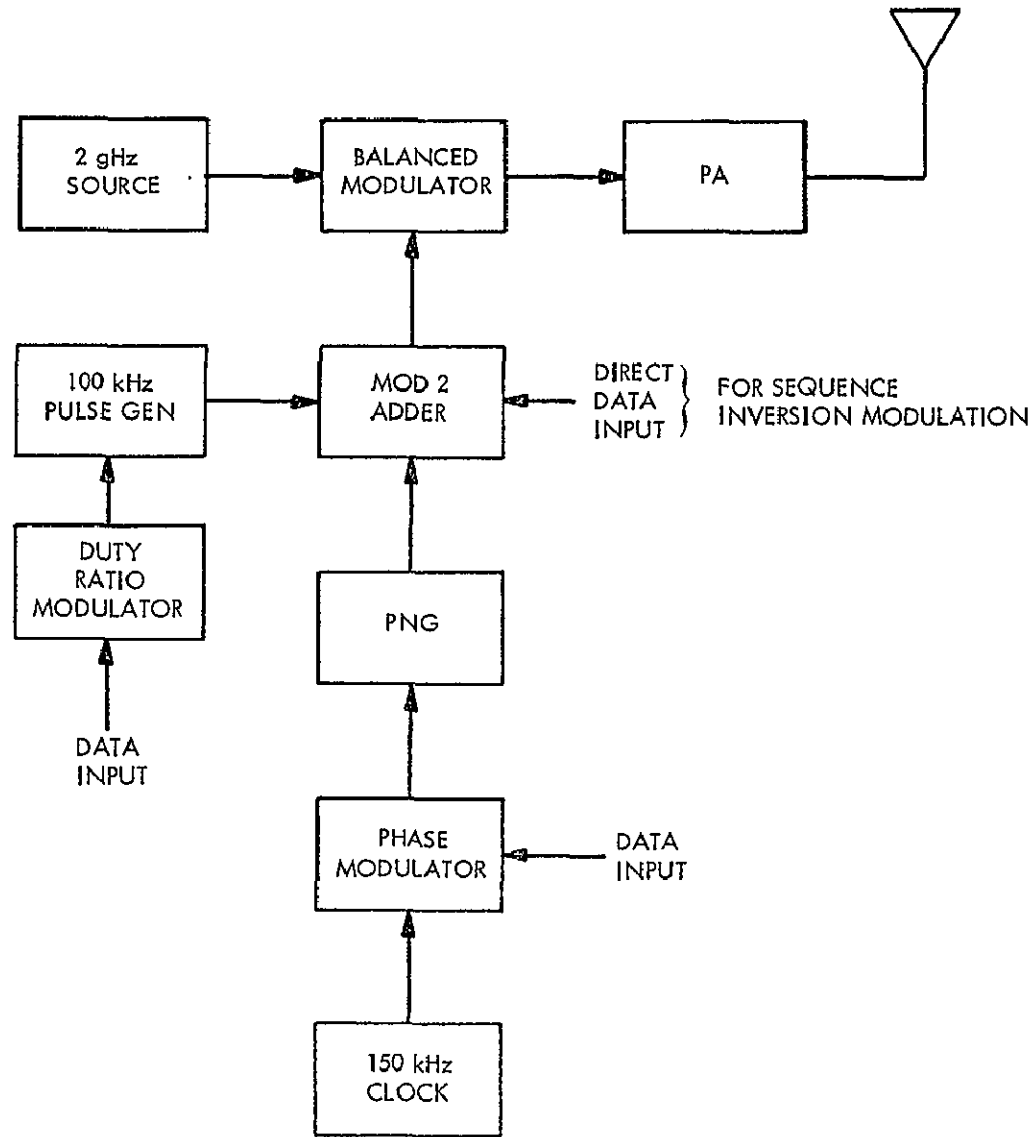 2 gHz
SOURCE
BALANCED
MODULATOR
PA
100 kHz
PULSE GEN
MOD 2
ADDER
DIRECT
DATA
INPUT
FOR SEQUENCE
INVERSION MODULATION
DUTY
RATIO
MODULATOR
PNG
DATA
INPUT
PHASE
MODULATOR
DATA
INPUT
150 kHz
CLOCK